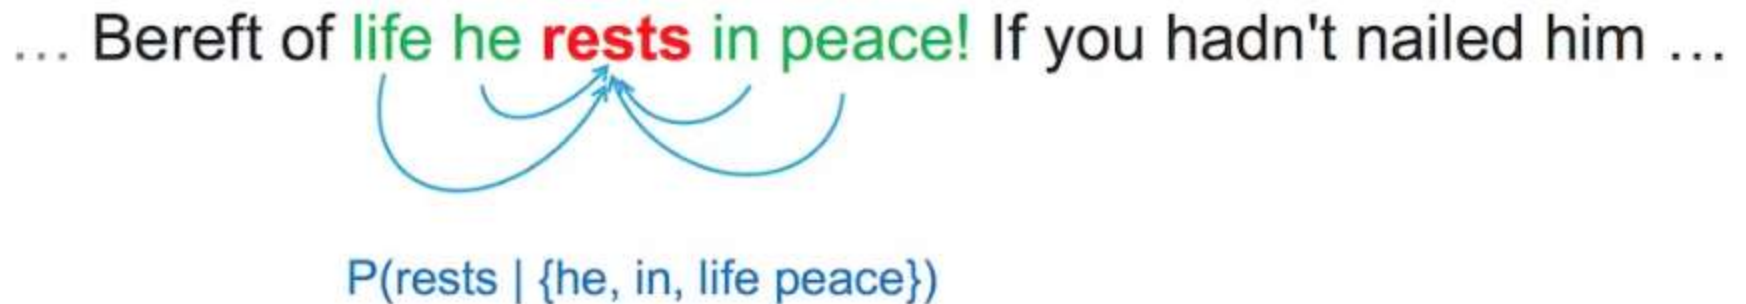 ... Bereft of life he rests in peace! If you hadn't nailed him ...
P(rests | {he, in, life peace})